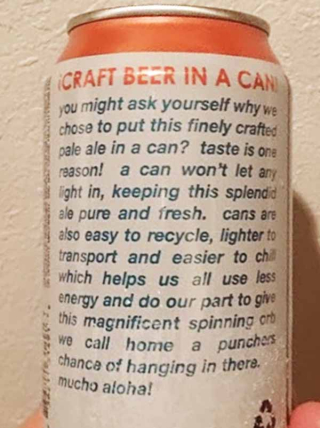 ¡CRAFT BEER IN A CAN!
you might ask yourself why we
chose to put this finely crafted
pale ale in a can? taste is one
reason! a can won't let any
light in, keeping this splendid
ale pure and fresh. cans are
also easy to recycle, lighter to
transport and easier to chill
which helps us all use less
energy and do our part to give
this magnificent spinning orb
we call home a punchers
chance of hanging in there.
mucho aloha!